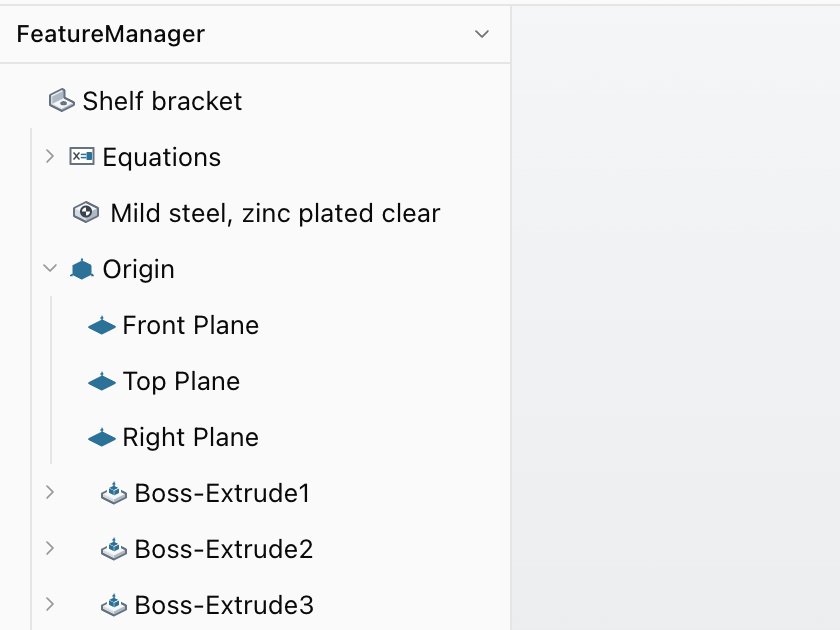 FeatureManager
Shelf bracket
Equations
Mild steel, zinc plated clear
Origin
Front Plane
Top Plane
Right Plane
Boss-Extrude1
Boss-Extrude2
Boss-Extrude3